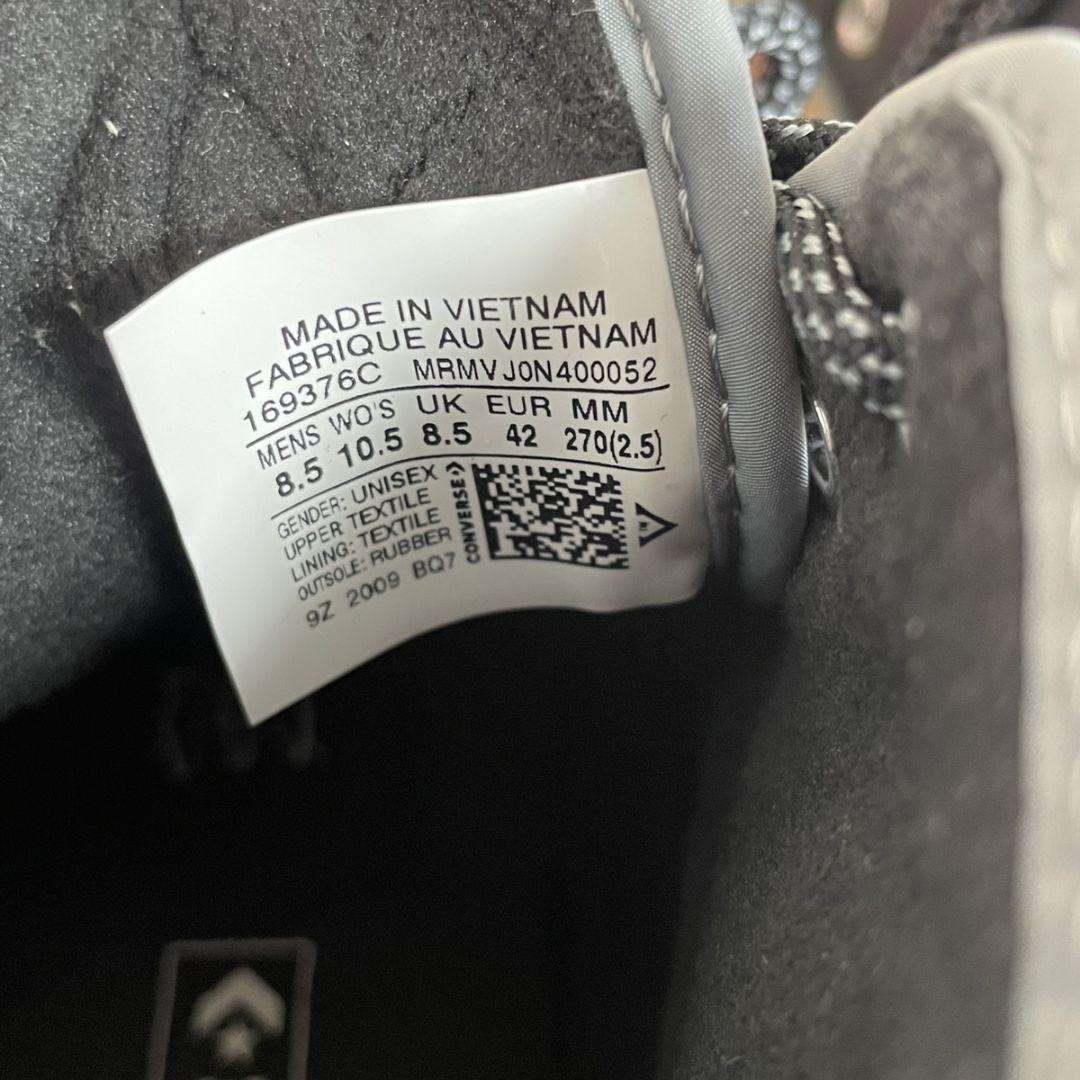 MADE IN VIETNAM
FABRIQUE AU VIETNAM
169376C MRMVJ0N400052
MENS WO'S UK EUR MM
8.5 10.5 8.5 42 270(2.5)
GENDER: UNISEX
UPPER TEXTILE
LINING: TEXTILE
OUTSOLE: RUBBER
9Z 2009 BQ7
CONVERSE
TM